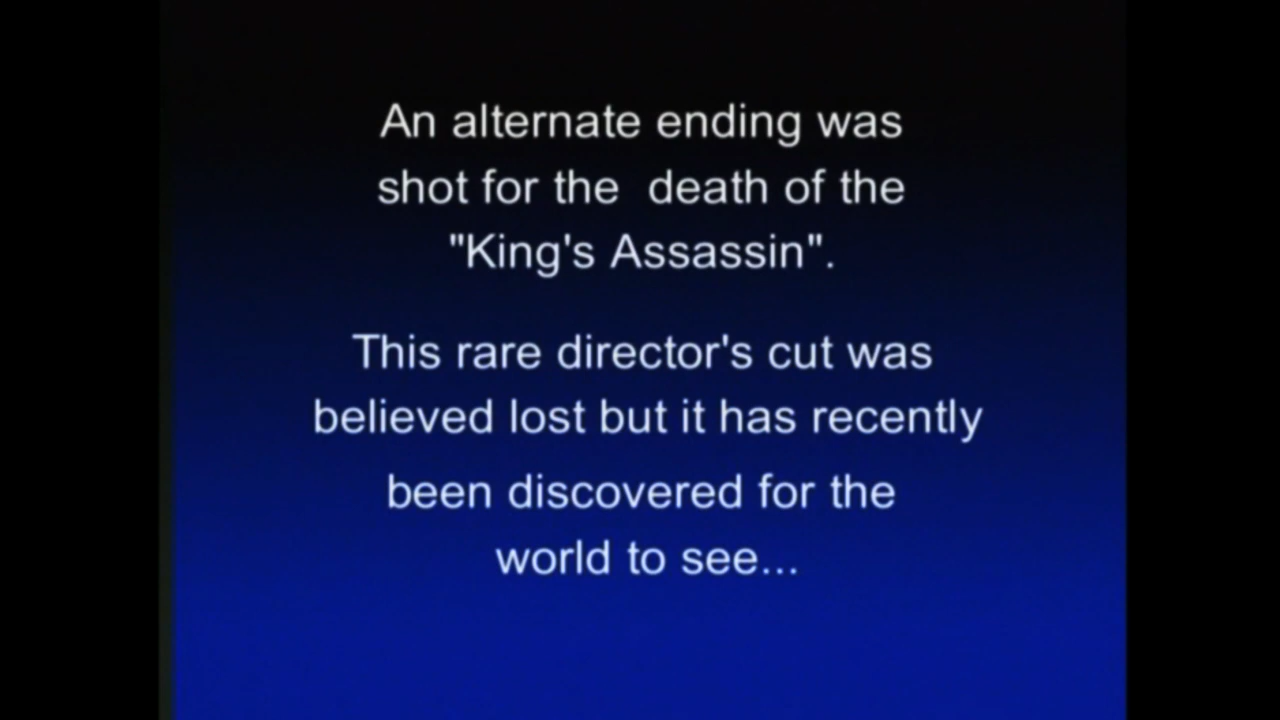 An alternate ending was
shot for the  death of the
"King's Assassin".
This rare director's cut was
believed lost but it has recently
been discovered for the
world to see...